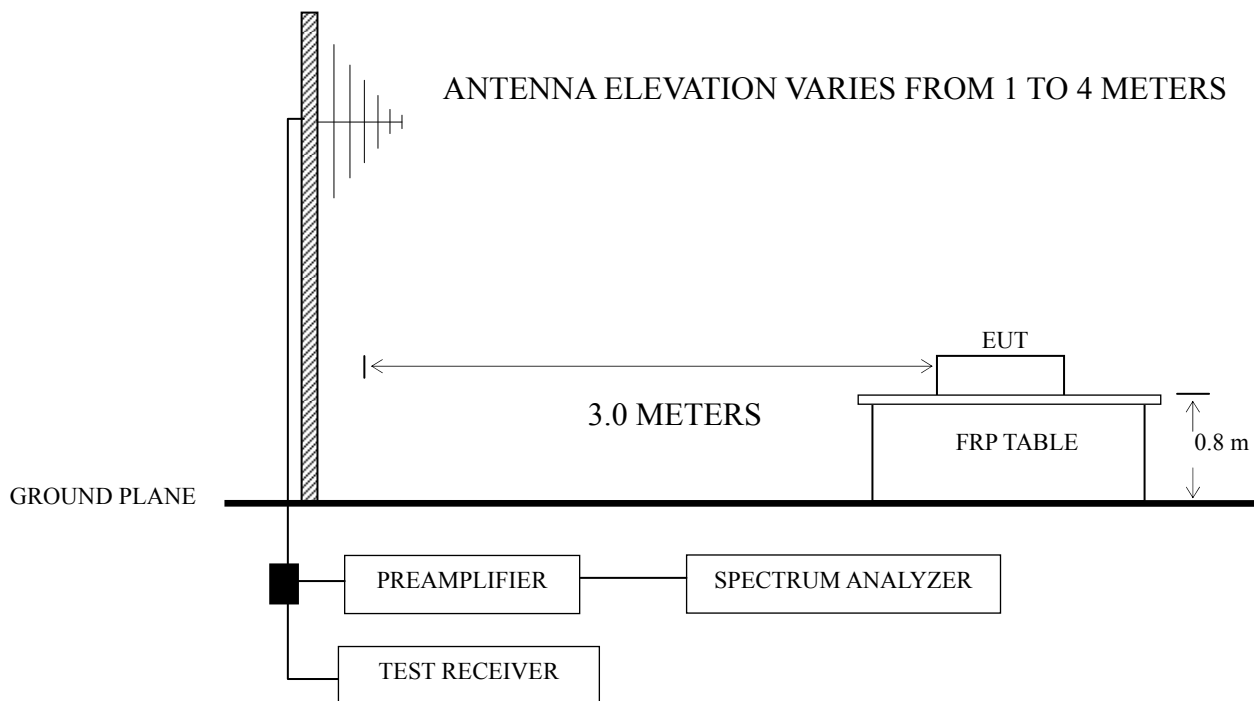 ANTENNA ELEVATION VARIES FROM 1 TO 4 METERS
EUT
3.0 METERS
FRP TABLE
0.8 m
GROUND PLANE
PREAMPLIFIER
SPECTRUM ANALYZER
TEST RECEIVER